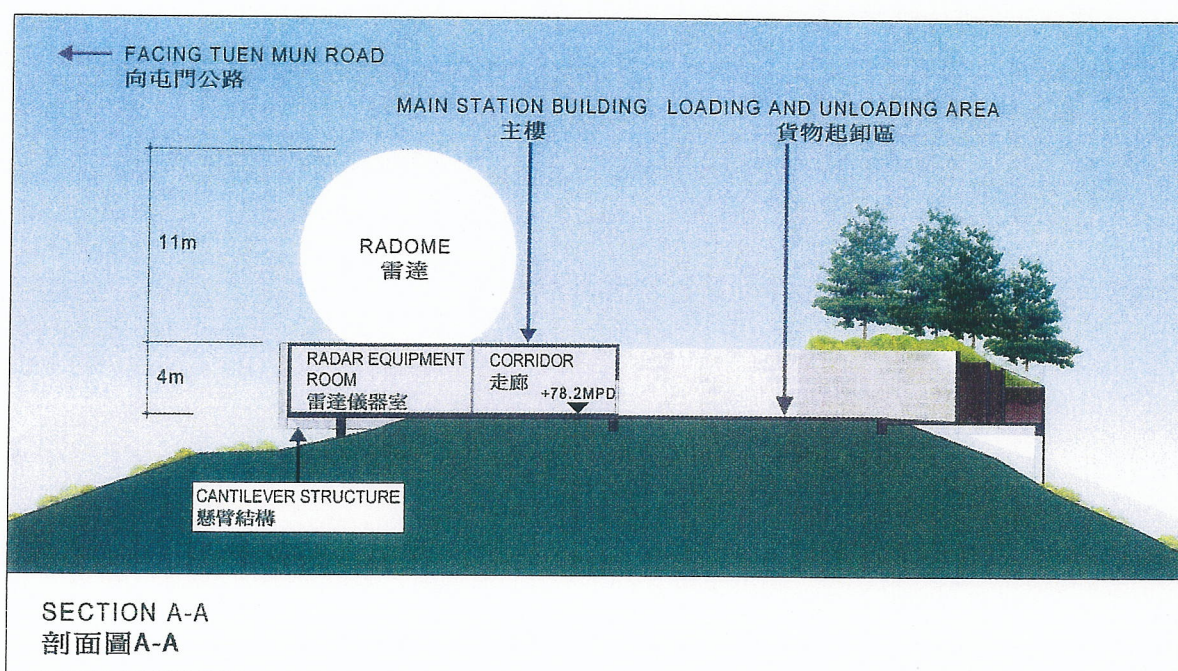 FACING TUEN MUN ROAD
向屯門公路
MAIN STATION BUILDING
主樓
LOADING AND UNLOADING AREA
貨物起卸區
11m
RADOME
雷達
4m
RADAR EQUIPMENT
ROOM
雷達儀器室
CORRIDOR
走廊
+78.2MPD
CANTILEVER STRUCTURE
懸臂結構
SECTION A-A
剖面圖A-A